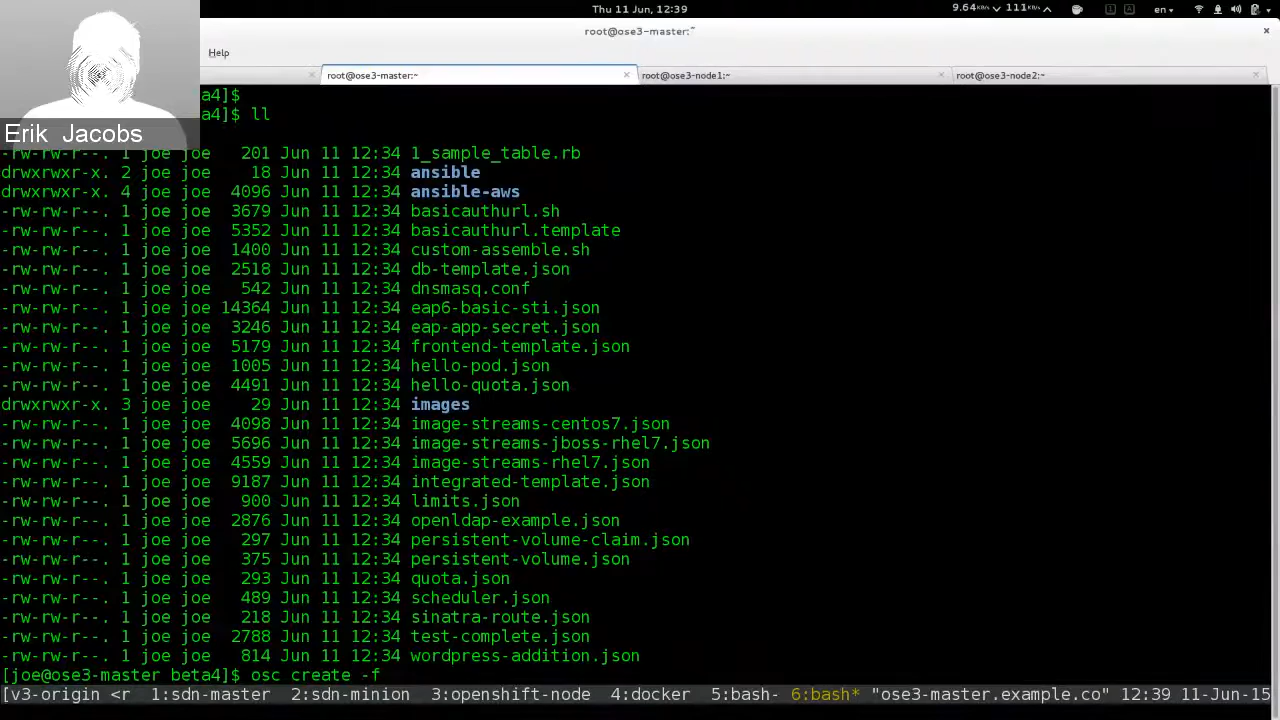 Thu 11 Jun, 12:39
9.64KB/s 111KB/s 1 A en
root@ose3-master:~
Help
root@ose3-master:~ root@ose3-node1:~ root@ose3-node2:~
a4]$
a4]$ ll
Erik Jacobs
-rw-rw-r--. 1 joe joe 201 Jun 11 12:34 1_sample_table.rb
drwxrwxr-x. 2 joe joe 18 Jun 11 12:34 ansible
drwxrwxr-x. 4 joe joe 4096 Jun 11 12:34 ansible-aws
-rw-rw-r--. 1 joe joe 3679 Jun 11 12:34 basicauthurl.sh
-rw-rw-r--. 1 joe joe 5352 Jun 11 12:34 basicauthurl.template
-rw-rw-r--. 1 joe joe 1400 Jun 11 12:34 custom-assemble.sh
-rw-rw-r--. 1 joe joe 2518 Jun 11 12:34 db-template.json
-rw-rw-r--. 1 joe joe 542 Jun 11 12:34 dnsmasq.conf
-rw-rw-r--. 1 joe joe 14364 Jun 11 12:34 eap6-basic-sti.json
-rw-rw-r--. 1 joe joe 3246 Jun 11 12:34 eap-app-secret.json
-rw-rw-r--. 1 joe joe 5179 Jun 11 12:34 frontend-template.json
-rw-rw-r--. 1 joe joe 1005 Jun 11 12:34 hello-pod.json
-rw-rw-r--. 1 joe joe 4491 Jun 11 12:34 hello-quota.json
drwxrwxr-x. 3 joe joe 29 Jun 11 12:34 images
-rw-rw-r--. 1 joe joe 4098 Jun 11 12:34 image-streams-centos7.json
-rw-rw-r--. 1 joe joe 5696 Jun 11 12:34 image-streams-jboss-rhel7.json
-rw-rw-r--. 1 joe joe 4559 Jun 11 12:34 image-streams-rhel7.json
-rw-rw-r--. 1 joe joe 9187 Jun 11 12:34 integrated-template.json
-rw-rw-r--. 1 joe joe 900 Jun 11 12:34 limits.json
-rw-rw-r--. 1 joe joe 2876 Jun 11 12:34 openldap-example.json
-rw-rw-r--. 1 joe joe 297 Jun 11 12:34 persistent-volume-claim.json
-rw-rw-r--. 1 joe joe 375 Jun 11 12:34 persistent-volume.json
-rw-rw-r--. 1 joe joe 293 Jun 11 12:34 quota.json
-rw-rw-r--. 1 joe joe 489 Jun 11 12:34 scheduler.json
-rw-rw-r--. 1 joe joe 218 Jun 11 12:34 sinatra-route.json
-rw-rw-r--. 1 joe joe 2788 Jun 11 12:34 test-complete.json
-rw-rw-r--. 1 joe joe 814 Jun 11 12:34 wordpress-addition.json
[joe@ose3-master beta4]$ osc create -f
[v3-origin <r 1:sdn-master 2:sdn-minion 3:openshift-node 4:docker 5:bash- 6:bash* "ose3-master.example.co" 12:39 11-Jun-15